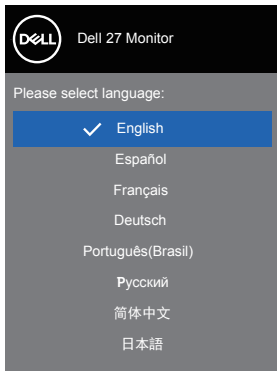 DELL
Dell 27 Monitor
Please select language:
English
Español
Français
Deutsch
Português(Brasil)
Русский
简体中文
日本語